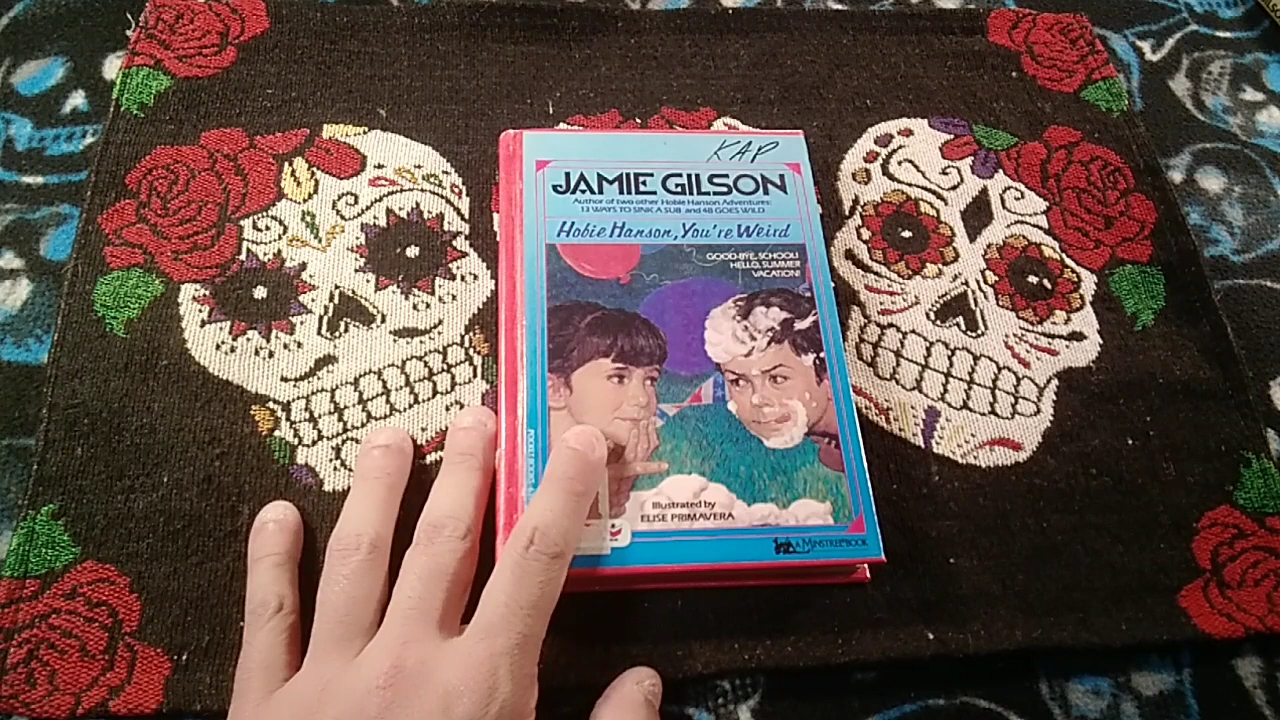 KAP
JAMIE GILSON
Author of two other Hobie Hanson Adventures:
13 WAYS TO SINK A SUB and 4B GOES WILD
Hobie Hanson, You're Weird
GOOD-BYE, SCHOOL!
HELLO, SUMMER
VACATION!
Illustrated by
ELISE PRIMAVERA
A MINSTREL BOOK